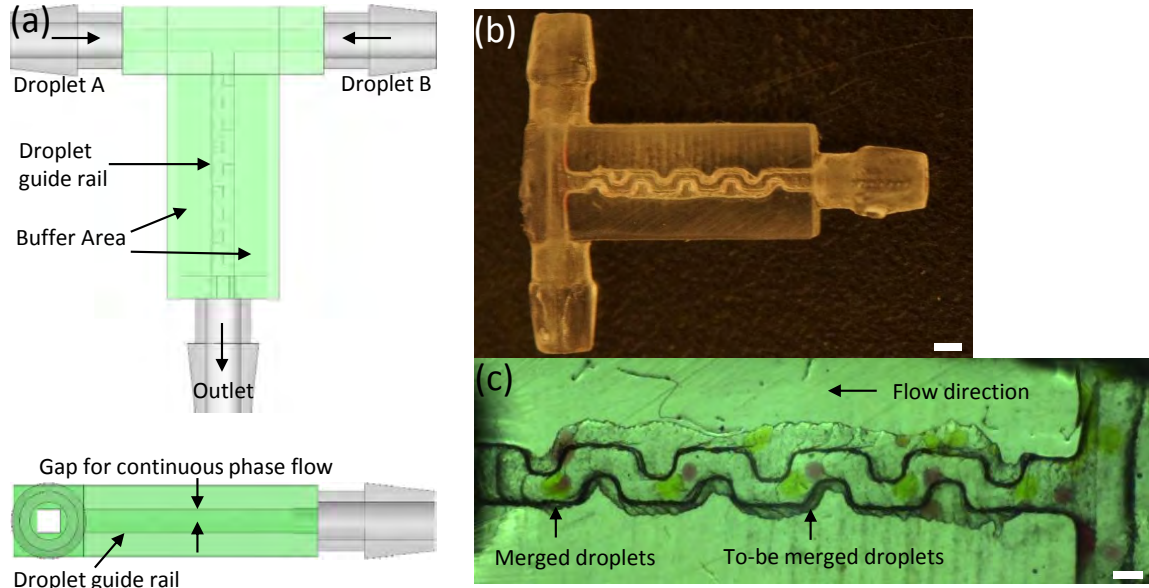 (a)
Droplet A
Droplet B
Droplet
guide rail
Buffer Area
Outlet
Gap for continuous phase flow
Droplet guide rail
(b)
(c)
Flow direction
Merged droplets
To-be merged droplets